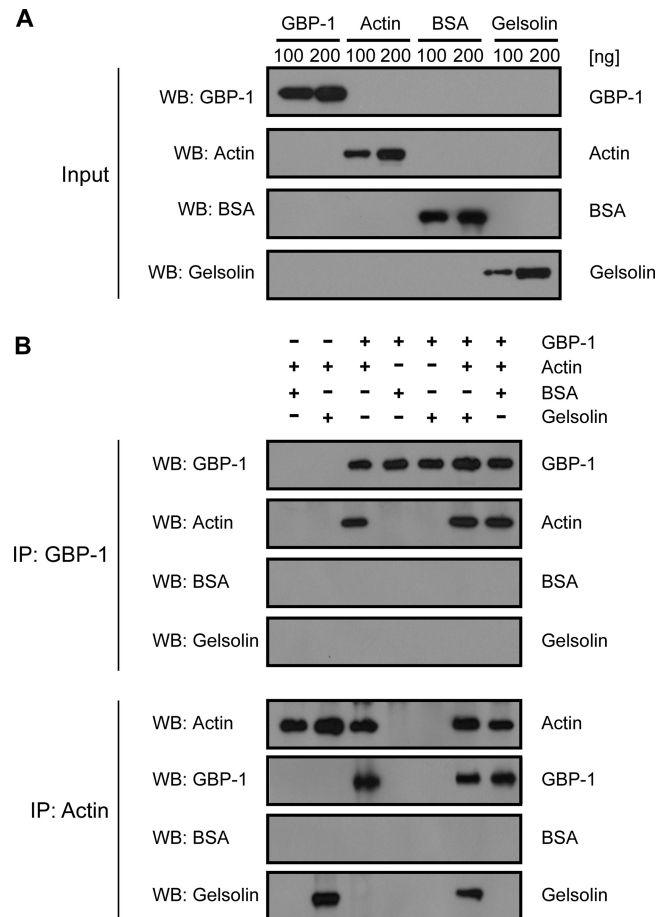 A
GBP-1 Actin BSA Gelsolin
100 200 100 200 100 200 100 200 [ng]
Input
WB: GBP-1 GBP-1
WB: Actin Actin
WB: BSA BSA
WB: Gelsolin Gelsolin
B
- - + + + + + GBP-1
+ + + - - + + Actin
+ - - + - - + BSA
- + - - + + - Gelsolin
IP: GBP-1
WB: GBP-1 GBP-1
WB: Actin Actin
WB: BSA BSA
WB: Gelsolin Gelsolin
IP: Actin
WB: Actin Actin
WB: GBP-1 GBP-1
WB: BSA BSA
WB: Gelsolin Gelsolin